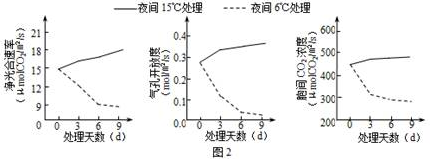 夜间 15℃处理 夜间 6℃处理
净光合速率
(μmolCO₂/m²/s)
21
18
15
12
9
0
0 3 6 9
处理天数(d)
气孔开放度
(mol/m²/s)
0.4
0.3
0.2
0.1
0.0
0 3 6 9
处理天数(d)
胞间 CO₂浓度
(μmolCO₂/m²/s)
600
500
400
300
200
0 3 6 9
处理天数(d)
图2